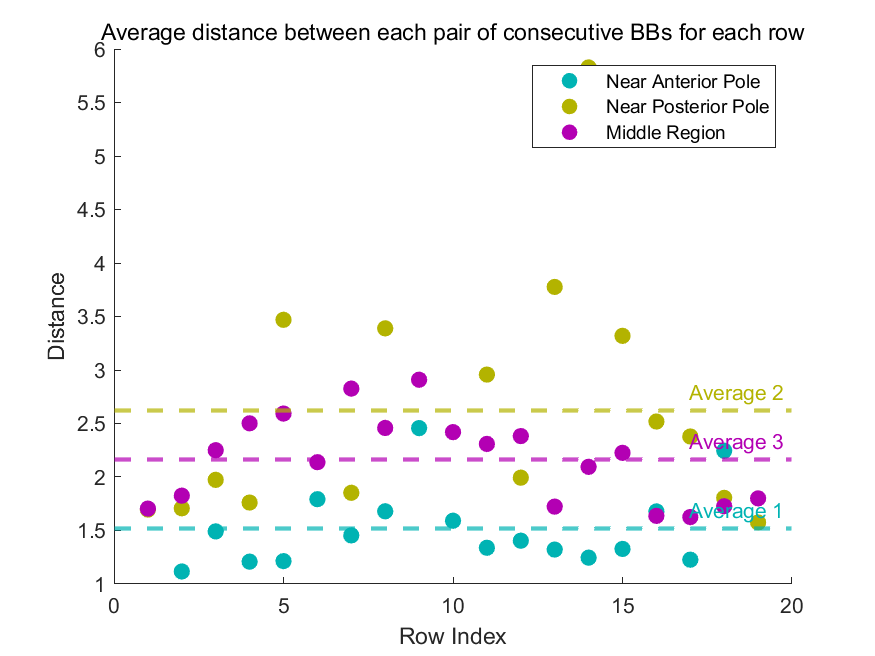 Average distance between each pair of consecutive BBs for each row
6
5.5
5
4.5
4
3.5
3
2.5
2
1.5
1
Distance
Near Anterior Pole
Near Posterior Pole
Middle Region
Average 2
Average 3
Average 1
0 5 10 15 20
Row Index